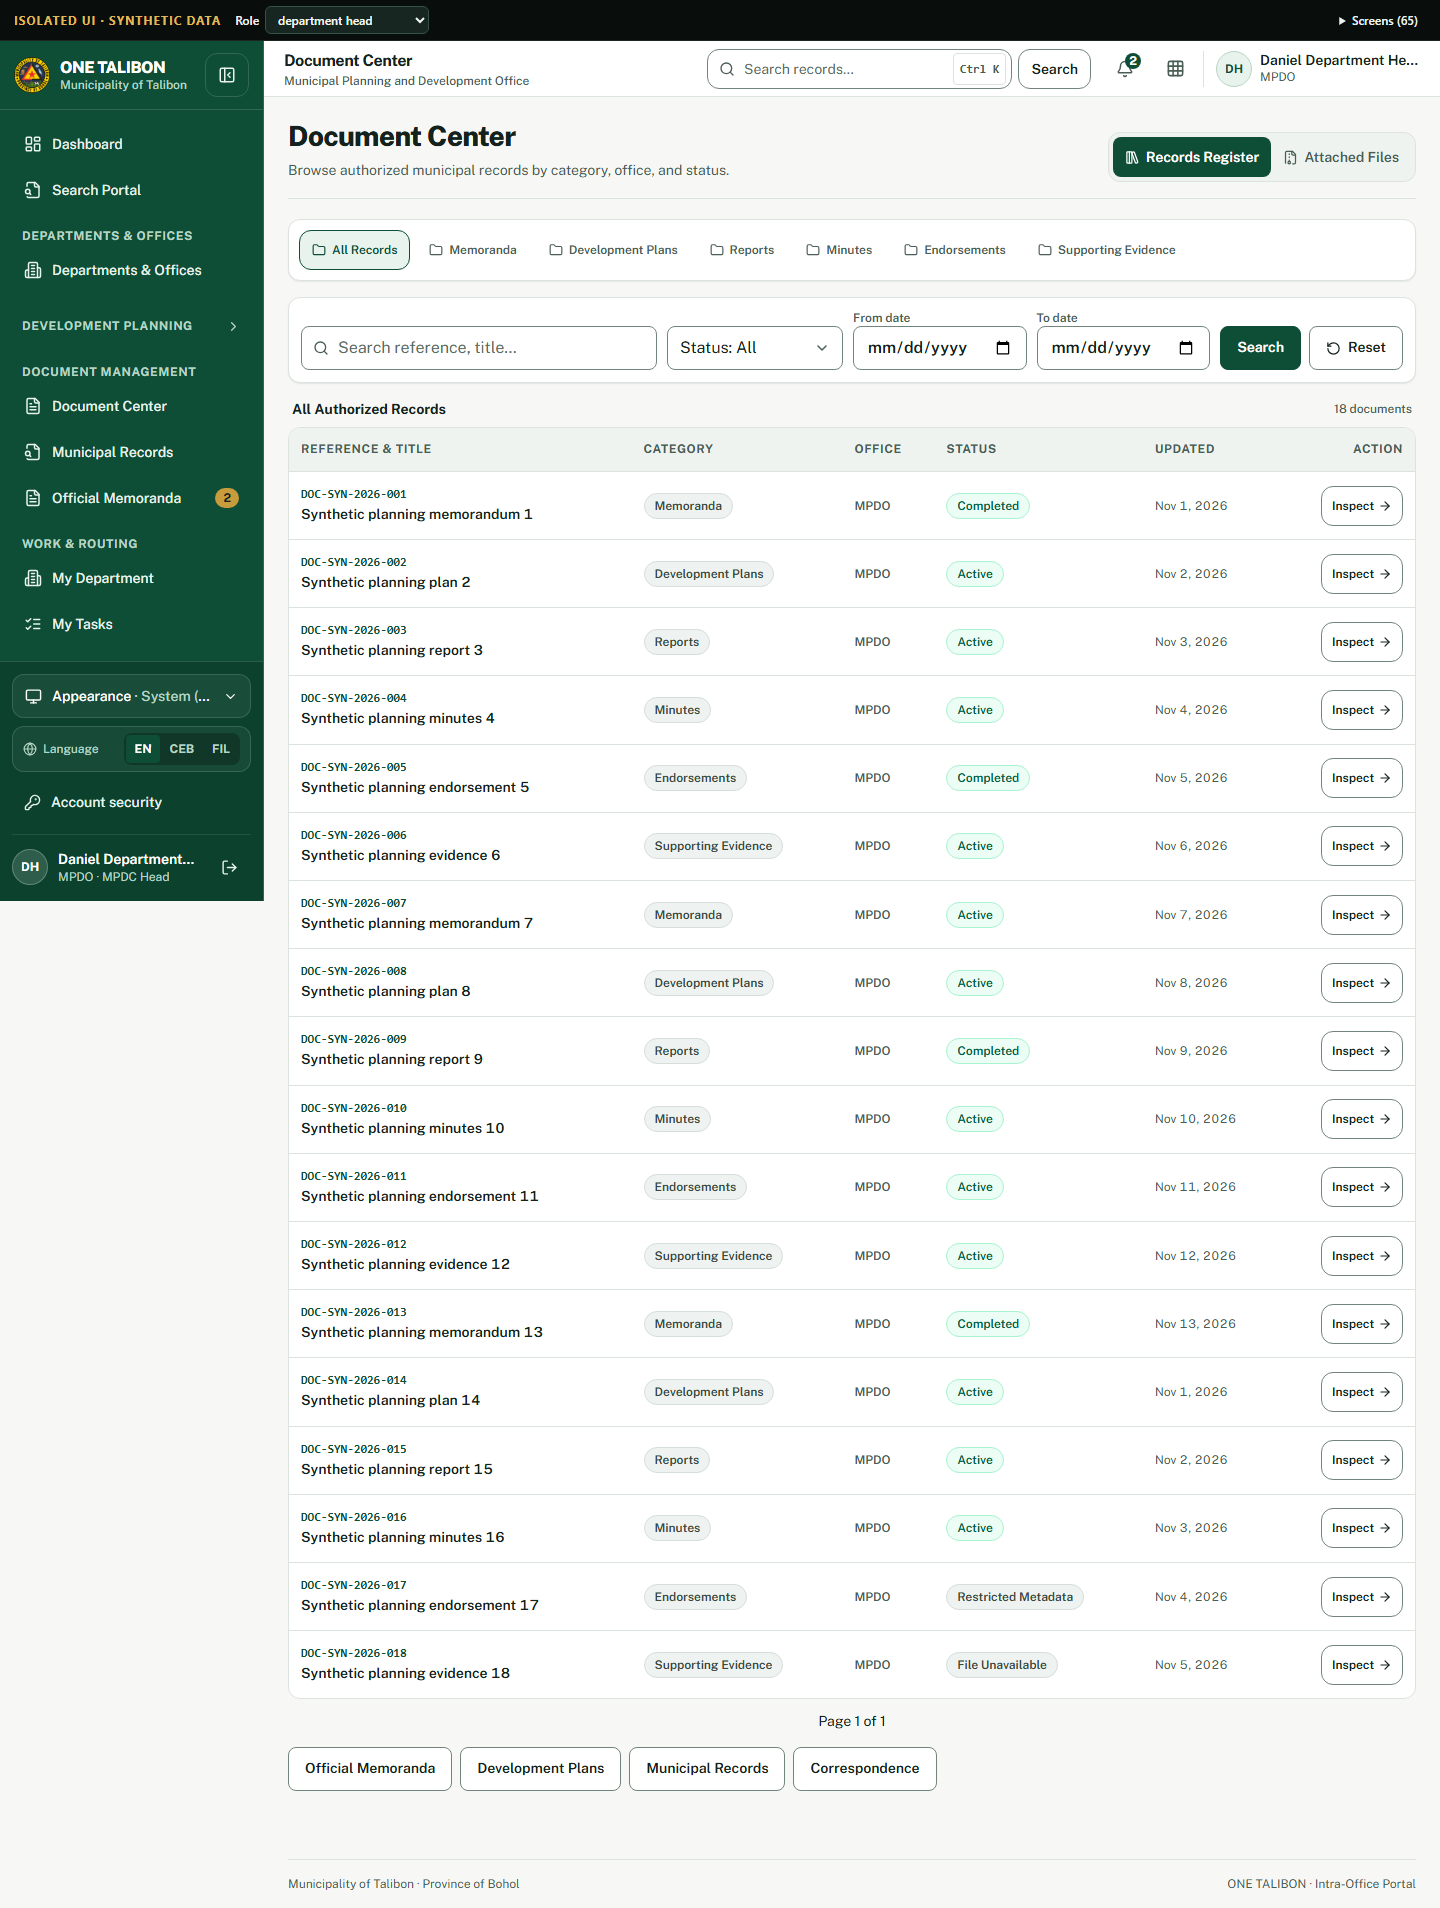 ISOLATED UI · SYNTHETIC DATA
Role
department head
Screens (65)
ONE TALIBON
Municipality of Talibon
Document Center
Municipal Planning and Development Office
Search records...
Ctrl K
Search
2
DH
Daniel Department He...
MPDO
Dashboard
Search Portal
DEPARTMENTS & OFFICES
Departments & Offices
DEVELOPMENT PLANNING
DOCUMENT MANAGEMENT
Document Center
Municipal Records
Official Memoranda
2
WORK & ROUTING
My Department
My Tasks
Appearance · System (...
Language
EN
CEB
FIL
Account security
DH
Daniel Department...
MPDO · MPDC Head
Document Center
Browse authorized municipal records by category, office, and status.
Records Register
Attached Files
All Records
Memoranda
Development Plans
Reports
Minutes
Endorsements
Supporting Evidence
Search reference, title...
Status: All
From date
mm/dd/yyyy
To date
mm/dd/yyyy
Search
Reset
All Authorized Records
18 documents
REFERENCE & TITLE CATEGORY OFFICE STATUS UPDATED ACTION
DOC-SYN-2026-001
Synthetic planning memorandum 1 Memoranda MPDO Completed Nov 1, 2026 Inspect
DOC-SYN-2026-002
Synthetic planning plan 2 Development Plans MPDO Active Nov 2, 2026 Inspect
DOC-SYN-2026-003
Synthetic planning report 3 Reports MPDO Active Nov 3, 2026 Inspect
DOC-SYN-2026-004
Synthetic planning minutes 4 Minutes MPDO Active Nov 4, 2026 Inspect
DOC-SYN-2026-005
Synthetic planning endorsement 5 Endorsements MPDO Completed Nov 5, 2026 Inspect
DOC-SYN-2026-006
Synthetic planning evidence 6 Supporting Evidence MPDO Active Nov 6, 2026 Inspect
DOC-SYN-2026-007
Synthetic planning memorandum 7 Memoranda MPDO Active Nov 7, 2026 Inspect
DOC-SYN-2026-008
Synthetic planning plan 8 Development Plans MPDO Active Nov 8, 2026 Inspect
DOC-SYN-2026-009
Synthetic planning report 9 Reports MPDO Completed Nov 9, 2026 Inspect
DOC-SYN-2026-010
Synthetic planning minutes 10 Minutes MPDO Active Nov 10, 2026 Inspect
DOC-SYN-2026-011
Synthetic planning endorsement 11 Endorsements MPDO Active Nov 11, 2026 Inspect
DOC-SYN-2026-012
Synthetic planning evidence 12 Supporting Evidence MPDO Active Nov 12, 2026 Inspect
DOC-SYN-2026-013
Synthetic planning memorandum 13 Memoranda MPDO Completed Nov 13, 2026 Inspect
DOC-SYN-2026-014
Synthetic planning plan 14 Development Plans MPDO Active Nov 1, 2026 Inspect
DOC-SYN-2026-015
Synthetic planning report 15 Reports MPDO Active Nov 2, 2026 Inspect
DOC-SYN-2026-016
Synthetic planning minutes 16 Minutes MPDO Active Nov 3, 2026 Inspect
DOC-SYN-2026-017
Synthetic planning endorsement 17 Endorsements MPDO Restricted Metadata Nov 4, 2026 Inspect
DOC-SYN-2026-018
Synthetic planning evidence 18 Supporting Evidence MPDO File Unavailable Nov 5, 2026 Inspect
Page 1 of 1
Official Memoranda
Development Plans
Municipal Records
Correspondence
Municipality of Talibon · Province of Bohol
ONE TALIBON · Intra-Office Portal